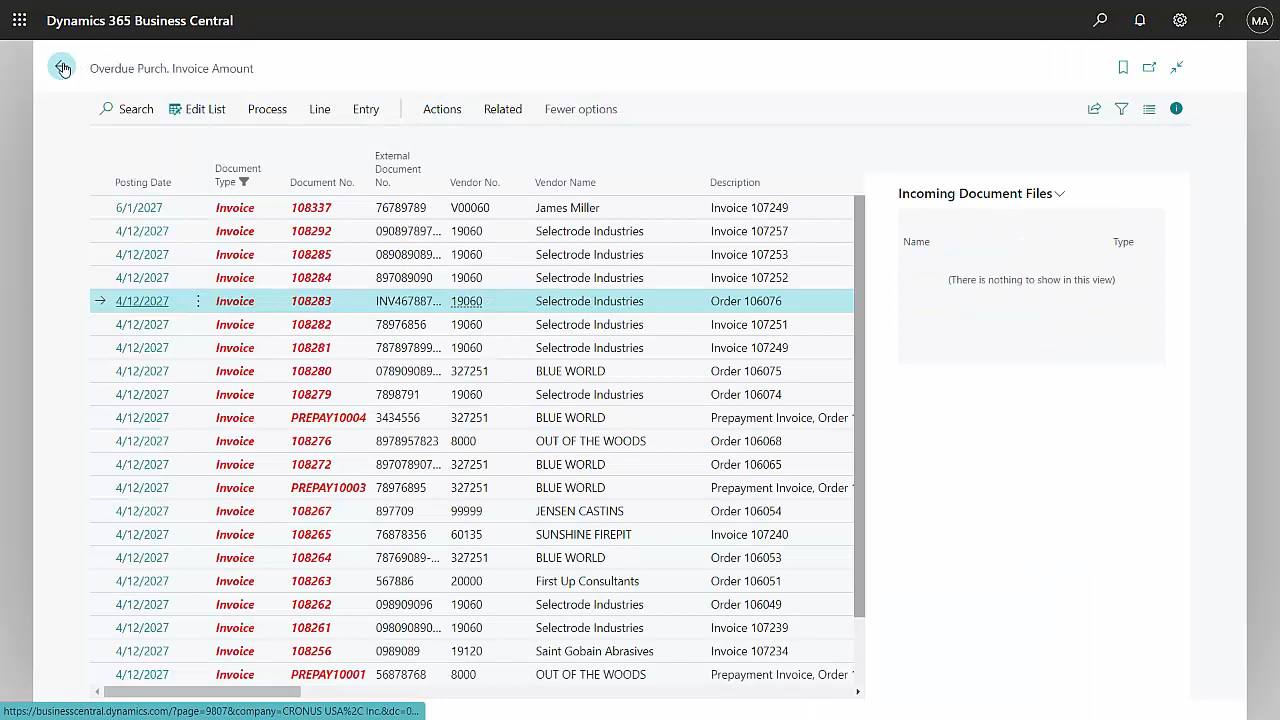 Dynamics 365 Business Central
MA
Overdue Purch. Invoice Amount
Search Edit List Process Line Entry Actions Related Fewer options
Posting Date Document Type Document No. External Document No. Vendor No. Vendor Name Description
6/1/2027 Invoice 108337 76789789 V00060 James Miller Invoice 107249
4/12/2027 Invoice 108292 090897897... 19060 Selectrode Industries Invoice 107257
4/12/2027 Invoice 108285 089089089... 19060 Selectrode Industries Invoice 107253
4/12/2027 Invoice 108284 897089090 19060 Selectrode Industries Invoice 107252
4/12/2027 Invoice 108283 INV467887... 19060 Selectrode Industries Order 106076
4/12/2027 Invoice 108282 78976856 19060 Selectrode Industries Invoice 107251
4/12/2027 Invoice 108281 787897899... 19060 Selectrode Industries Invoice 107249
4/12/2027 Invoice 108280 078909089... 327251 BLUE WORLD Order 106075
4/12/2027 Invoice 108279 7898791 19060 Selectrode Industries Order 106074
4/12/2027 Invoice PREPAY10004 3434556 327251 BLUE WORLD Prepayment Invoice, Order
4/12/2027 Invoice 108276 8978957823 8000 OUT OF THE WOODS Order 106068
4/12/2027 Invoice 108272 897078907... 327251 BLUE WORLD Order 106065
4/12/2027 Invoice PREPAY10003 78976895 327251 BLUE WORLD Prepayment Invoice, Order
4/12/2027 Invoice 108267 897709 99999 JENSEN CASTINS Order 106054
4/12/2027 Invoice 108265 76878356 60135 SUNSHINE FIREPIT Invoice 107240
4/12/2027 Invoice 108264 78769089-... 327251 BLUE WORLD Order 106053
4/12/2027 Invoice 108263 567886 20000 First Up Consultants Order 106051
4/12/2027 Invoice 108262 098909096 19060 Selectrode Industries Order 106049
4/12/2027 Invoice 108261 098090890... 19060 Selectrode Industries Invoice 107239
4/12/2027 Invoice 108256 0989089 19120 Saint Gobain Abrasives Invoice 107234
4/12/2027 Invoice PREPAY10001 56878768 8000 OUT OF THE WOODS Prepayment Invoice, Order
Incoming Document Files
Name Type
(There is nothing to show in this view)
https://businesscentral.dynamics.com/?page=9807&company=CRONUS USA%2C Inc.&dc=0...